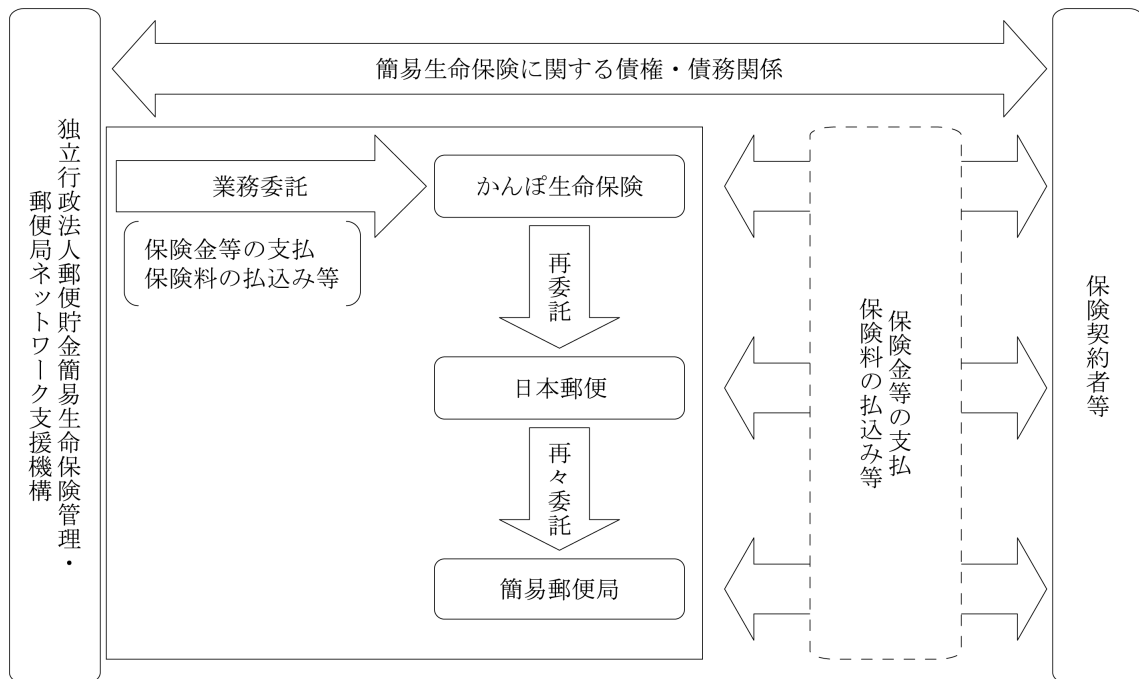 簡易生命保険に関する債権・債務関係
独立行政法人郵便貯金簡易生命保険管理・
郵便局ネットワーク支援機構
業務委託
保険金等の支払
保険料の払込み等
かんぽ生命保険
再委託
日本郵便
再々委託
簡易郵便局
保険金等の支払
保険料の払込み等
保険契約者等